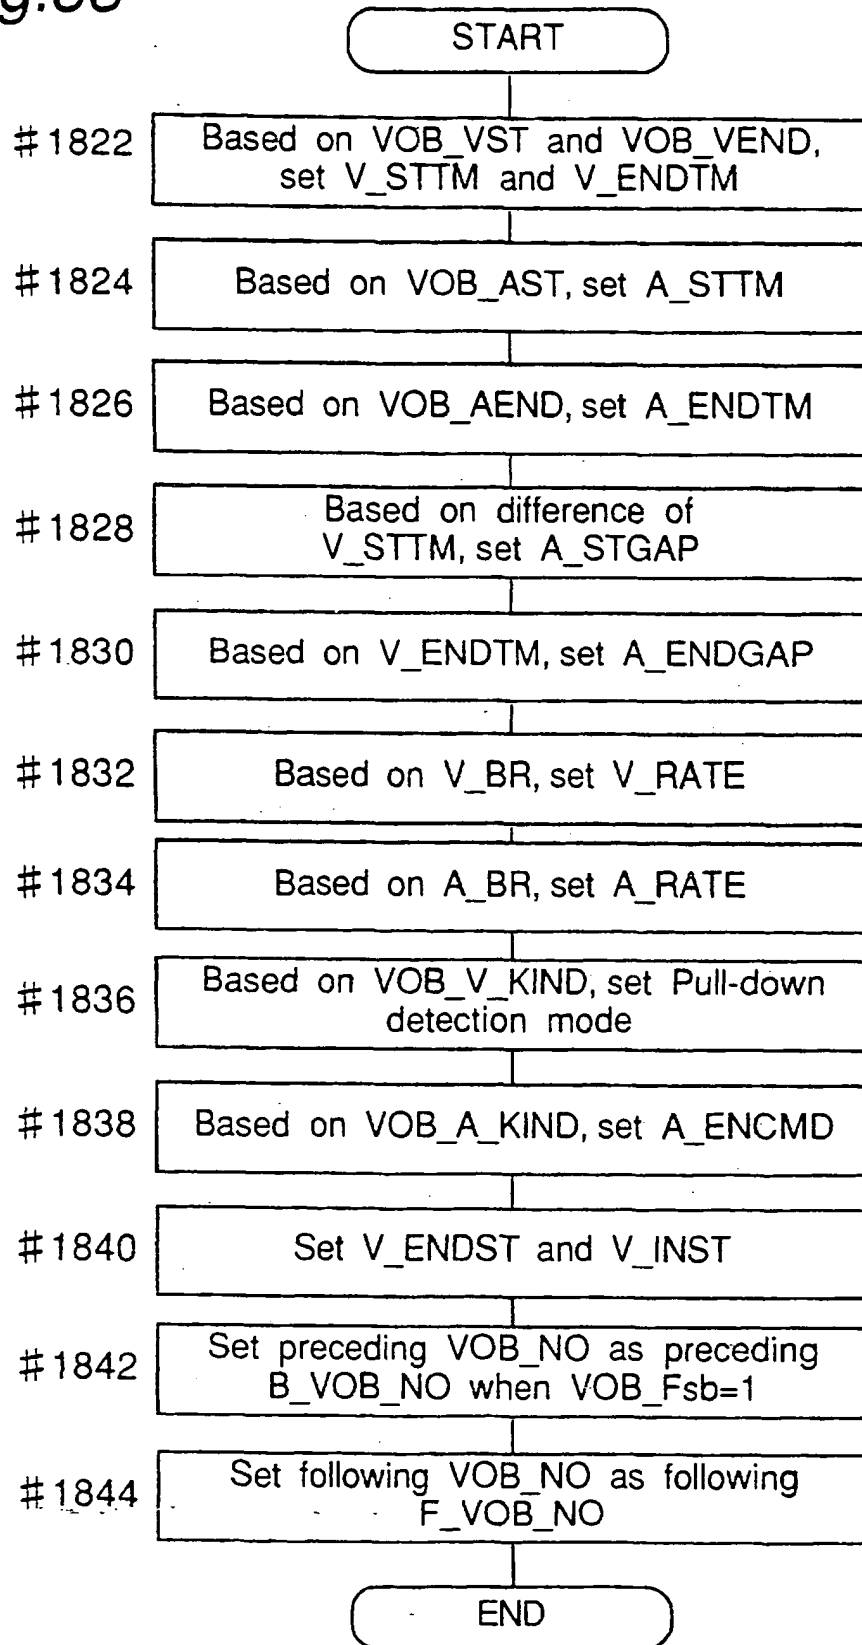 START
#1822
Based on VOB_VST and VOB_VEND,
set V_STTM and V_ENDTM
#1824
Based on VOB_AST, set A_STTM
#1826
Based on VOB_AEND, set A_ENDTM
#1828
Based on difference of
V_STTM, set A_STGAP
#1830
Based on V_ENDTM, set A_ENDGAP
#1832
Based on V_BR, set V_RATE
#1834
Based on A_BR, set A_RATE
#1836
Based on VOB_V_KIND, set Pull-down
detection mode
#1838
Based on VOB_A_KIND, set A_ENCMD
#1840
Set V_ENDST and V_INST
#1842
Set preceding VOB_NO as preceding
B_VOB_NO when VOB_Fsb=1
#1844
Set following VOB_NO as following
F_VOB_NO
END